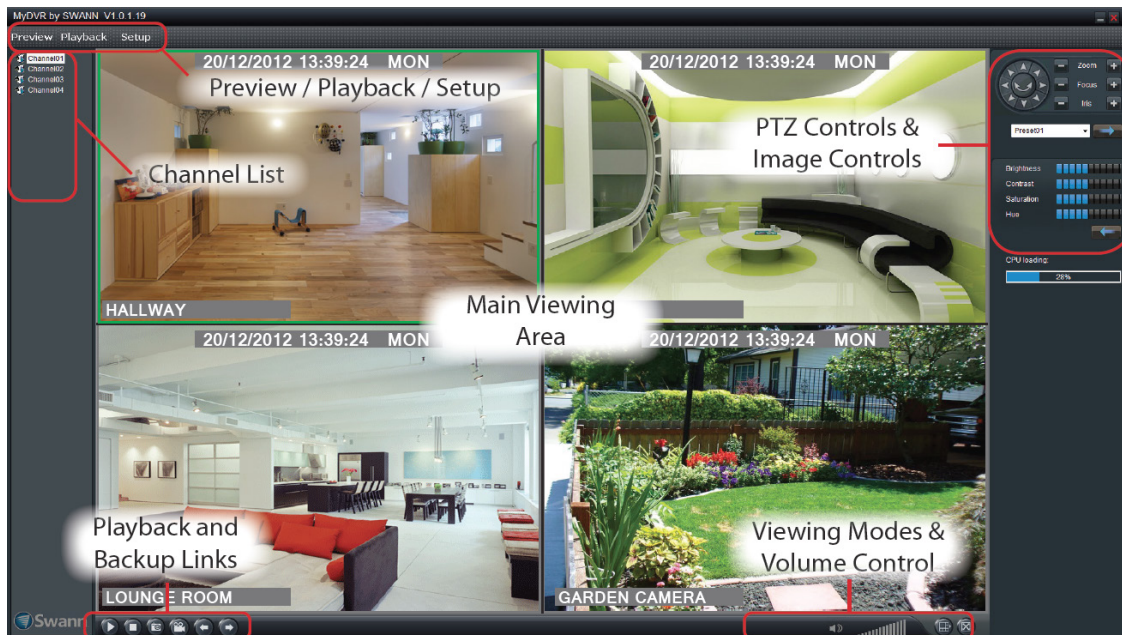 MyDVR by SWANN V1.0.1.19
Preview Playback Setup
Channel01
Channel02
Channel03
Channel04
20/12/2012 13:39:24 MON
20/12/2012 13:39:24 MON
Preview / Playback / Setup
Channel List
PTZ Controls &
Image Controls
Zoom
Focus
Iris
Preset01
Brightness
Contrast
Saturation
Hue
CPU loading:
28%
HALLWAY
Main Viewing
Area
20/12/2012 13:39:24 MON
20/12/2012 13:39:24 MON
Playback and
Backup Links
Viewing Modes &
Volume Control
LOUNGE ROOM
GARDEN CAMERA
Swann